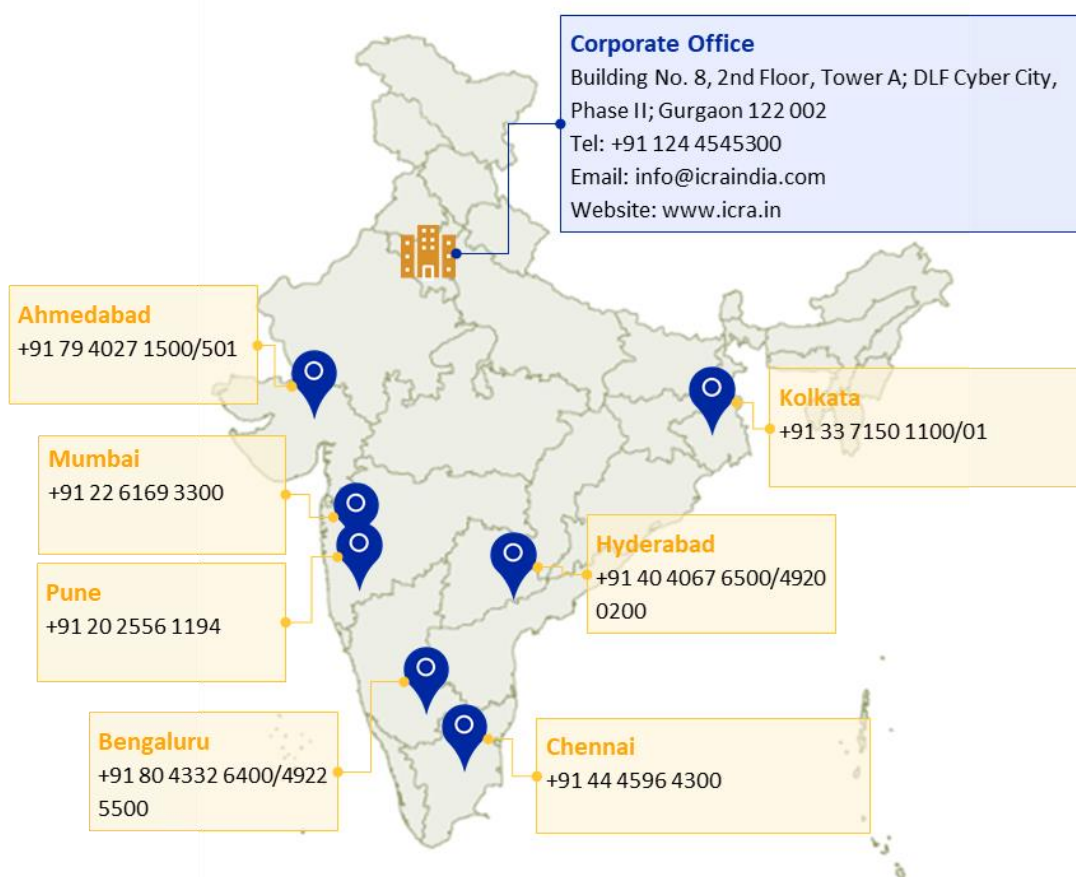 Corporate Office
Building No. 8, 2nd Floor, Tower A; DLF Cyber City,
Phase II; Gurgaon 122 002
Tel: +91 124 4545300
Email: info@icraindia.com
Website: www.icra.in
Ahmedabad
+91 79 4027 1500/501
Kolkata
+91 33 7150 1100/01
Mumbai
+91 22 6169 3300
Hyderabad
+91 40 4067 6500/4920
0200
Pune
+91 20 2556 1194
Bengaluru
+91 80 4332 6400/4922
5500
Chennai
+91 44 4596 4300